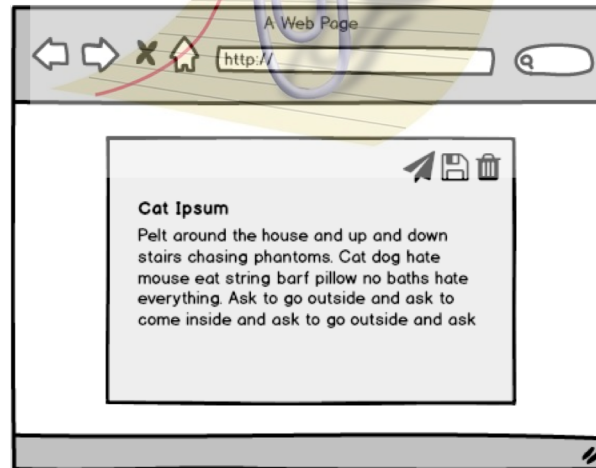 A Web Page
http://
Cat Ipsum
Pelt around the house and up and down
stairs chasing phantoms. Cat dog hate
mouse eat string barf pillow no baths hate
everything. Ask to go outside and ask to
come inside and ask to go outside and ask